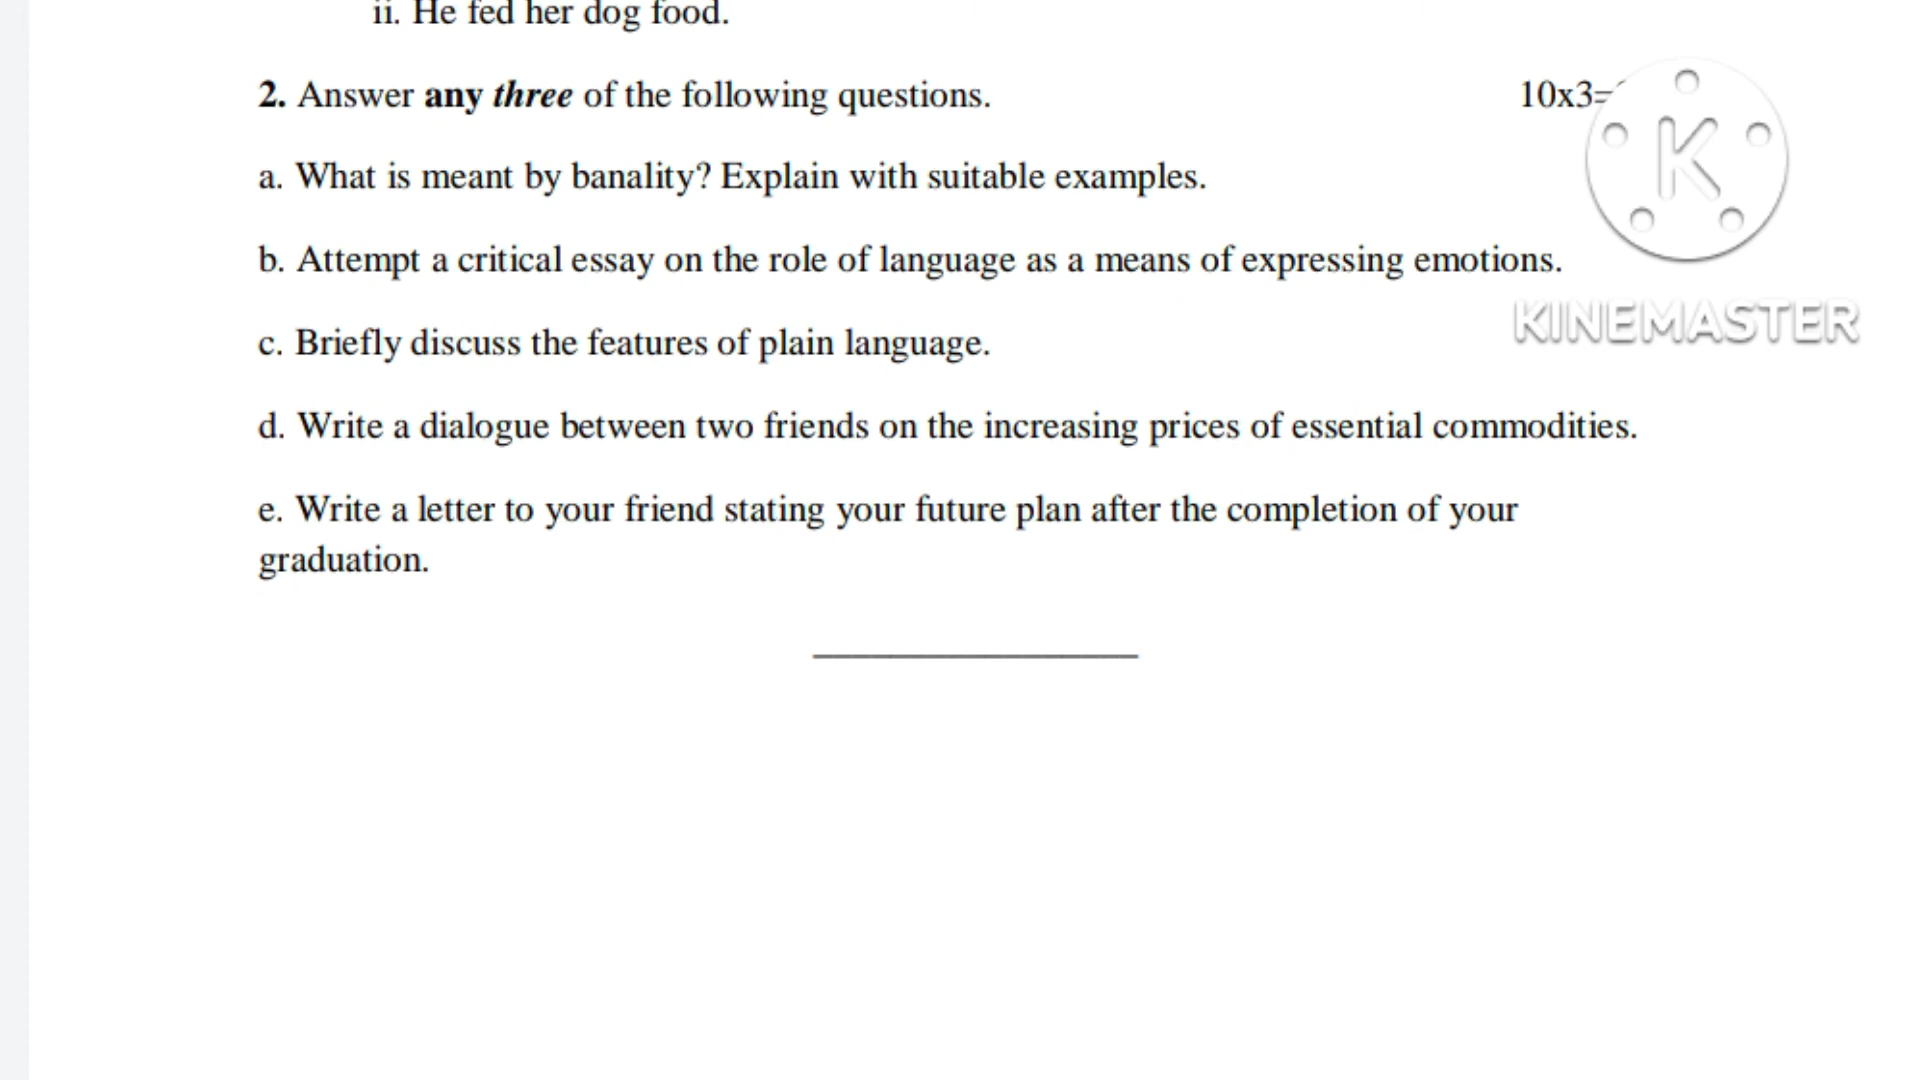 ii. He fed her dog food.
2. Answer any three of the following questions. 10x3=
a. What is meant by banality? Explain with suitable examples.
b. Attempt a critical essay on the role of language as a means of expressing emotions.
K
KINEMASTER
c. Briefly discuss the features of plain language.
d. Write a dialogue between two friends on the increasing prices of essential commodities.
e. Write a letter to your friend stating your future plan after the completion of your
graduation.